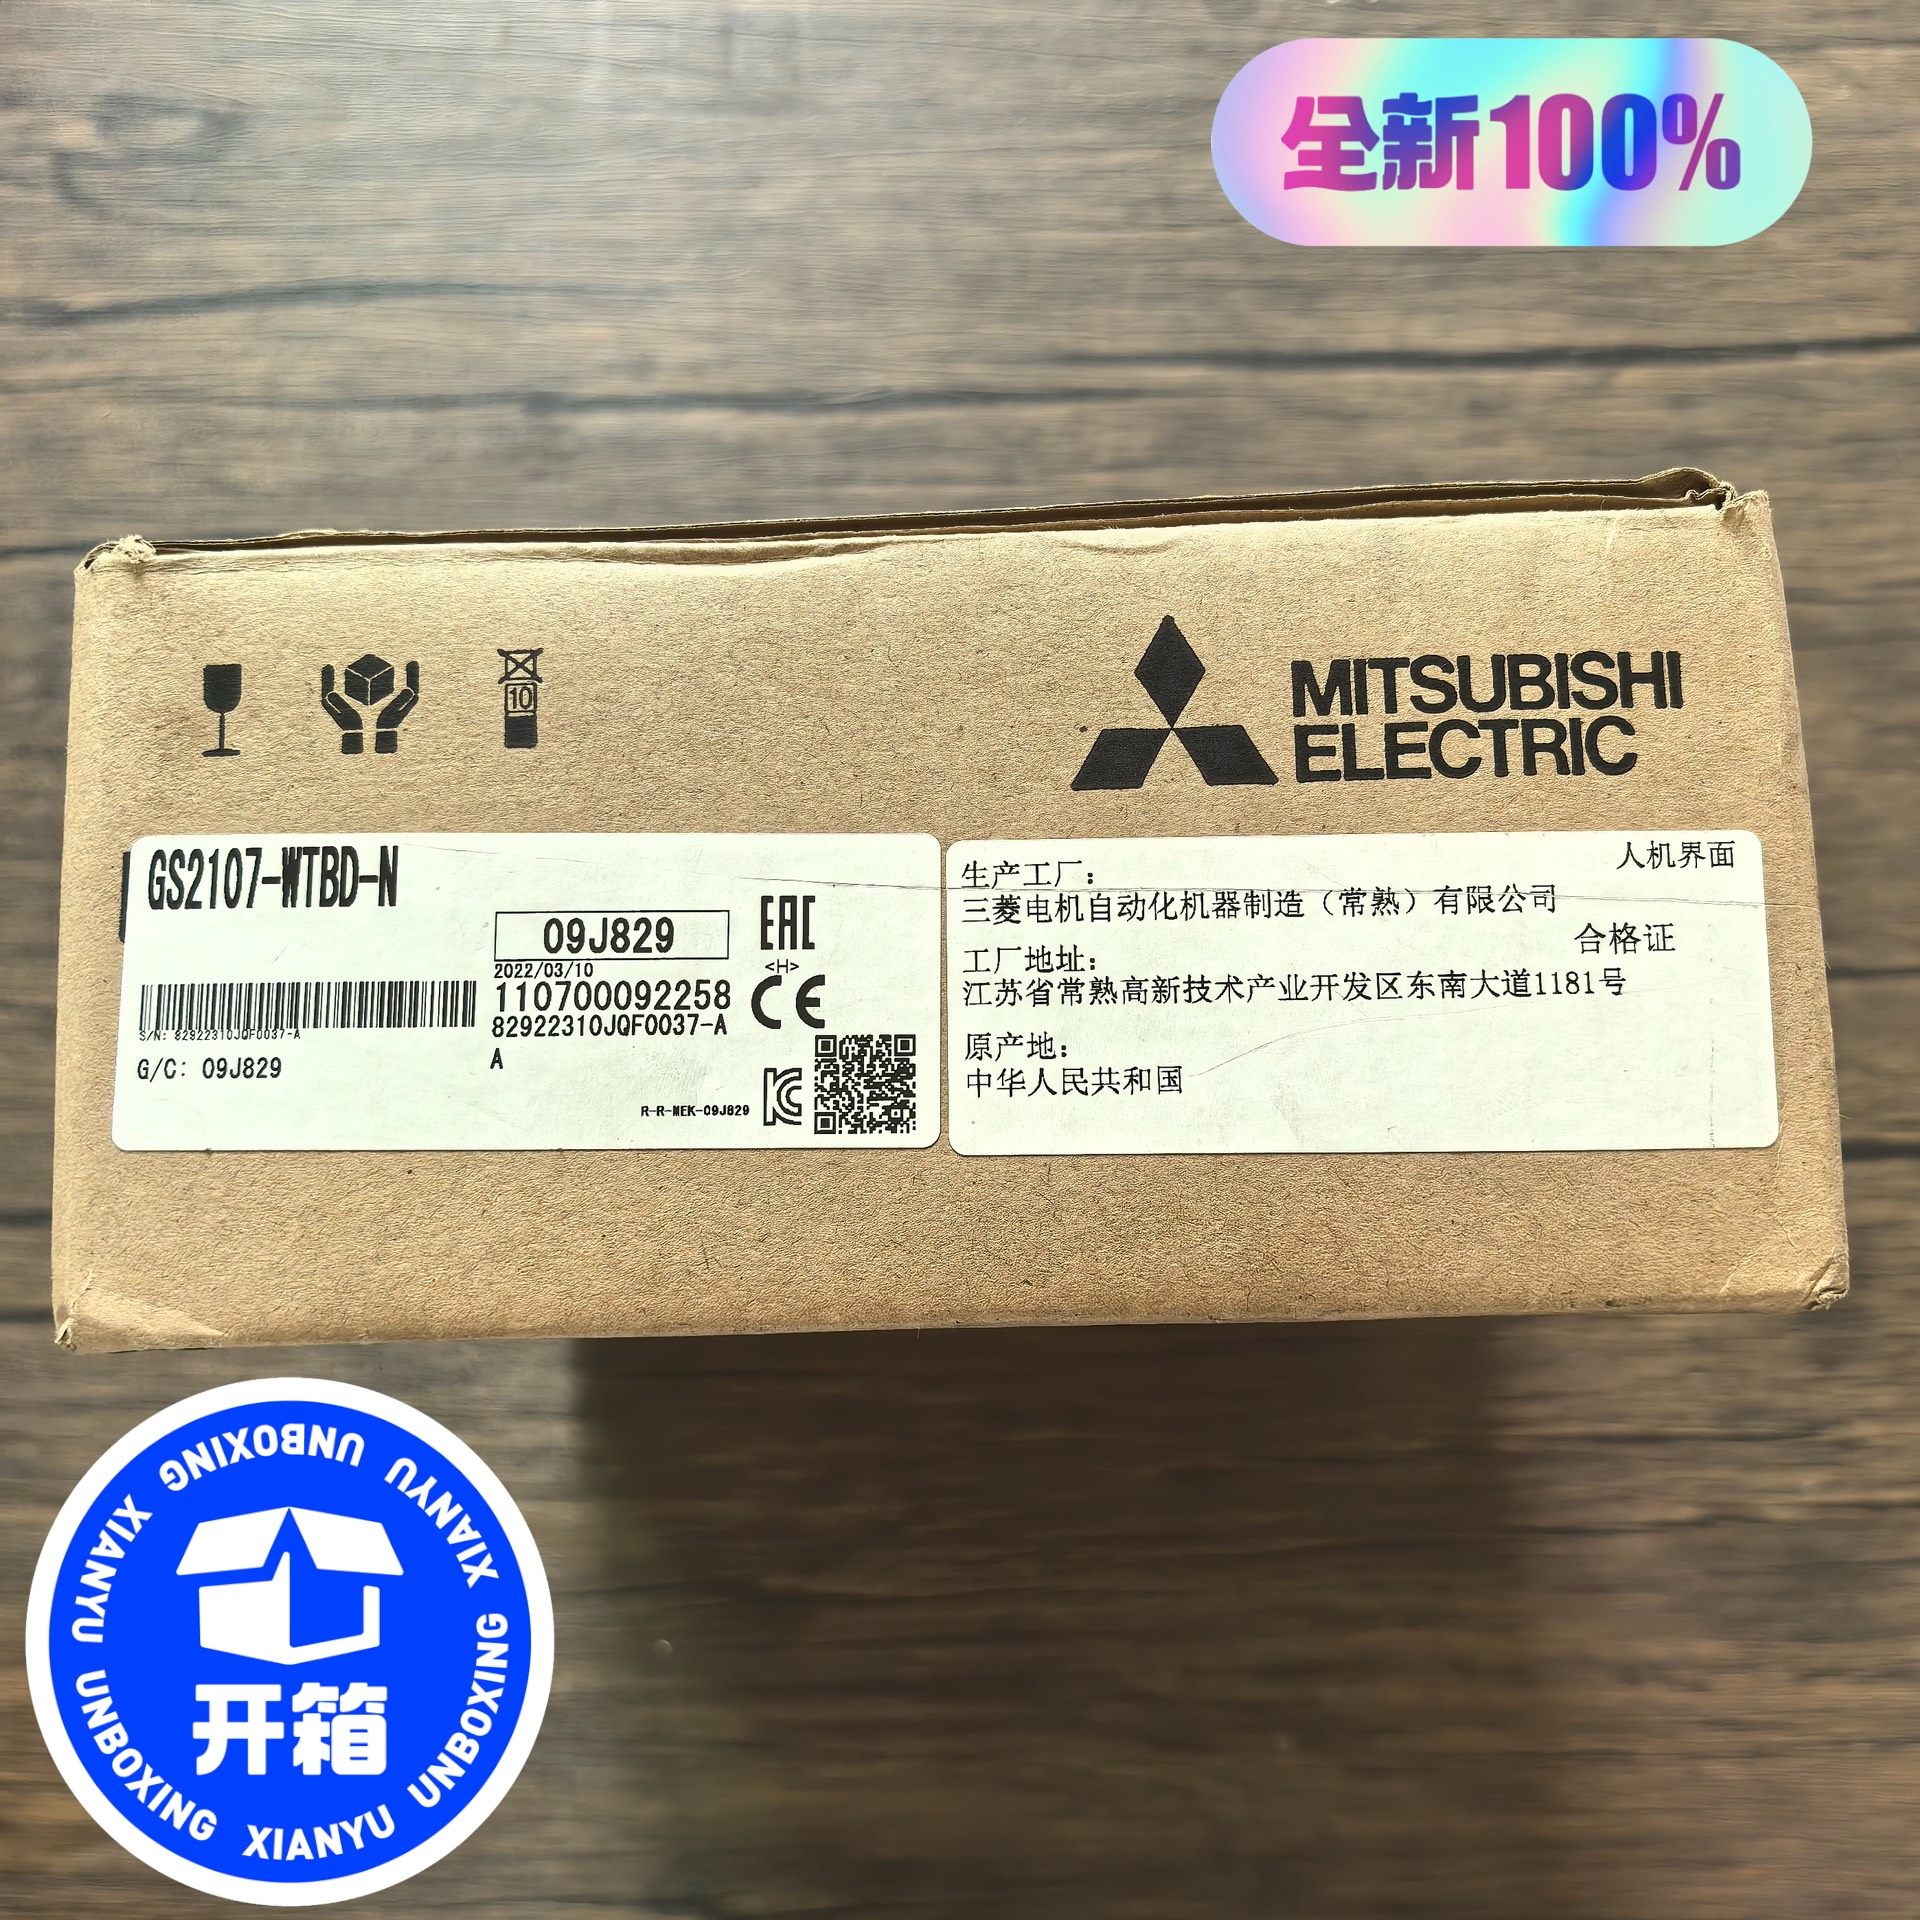 全新100%
10
MITSUBISHI
ELECTRIC
GS2107-WTBD-N
09J829
2022/03/10
110700092258
82922310JQF0037-A
A
EAC
<H>
CE
S/N: 82922310JQF0037-A
G/C: 09J829
R-R-MEK-09J829
人机界面
生产工厂：
三菱电机自动化机器制造（常熟）有限公司
合格证
工厂地址：
江苏省常熟高新技术产业开发区东南大道1181号
原产地：
中华人民共和国
XIANYU UNBOXING XIANYU UNBOXING XIANYU UNBOXING
开箱